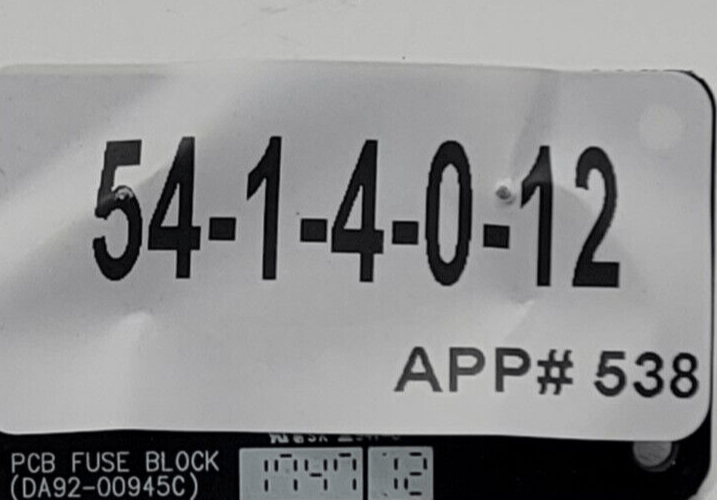 54-1-4-0-12
APP# 538
PCB FUSE BLOCK
(DA92-00945C)